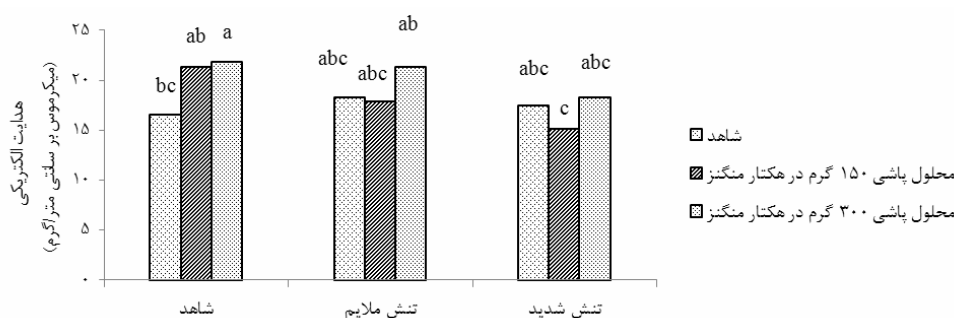 هدایت الکتریکی
(میکرموس بر سانتی متر/گرم)
۲۵
۲۰
۱۵
۱۰
۵
۰
bc
ab
a
abc
abc
ab
abc
c
abc
شاهد
تنش ملایم
تنش شدید
شاهد
محلول پاشی ۱۵۰ گرم در هکتار منگنز
محلول پاشی ۳۰۰ گرم در هکتار منگنز